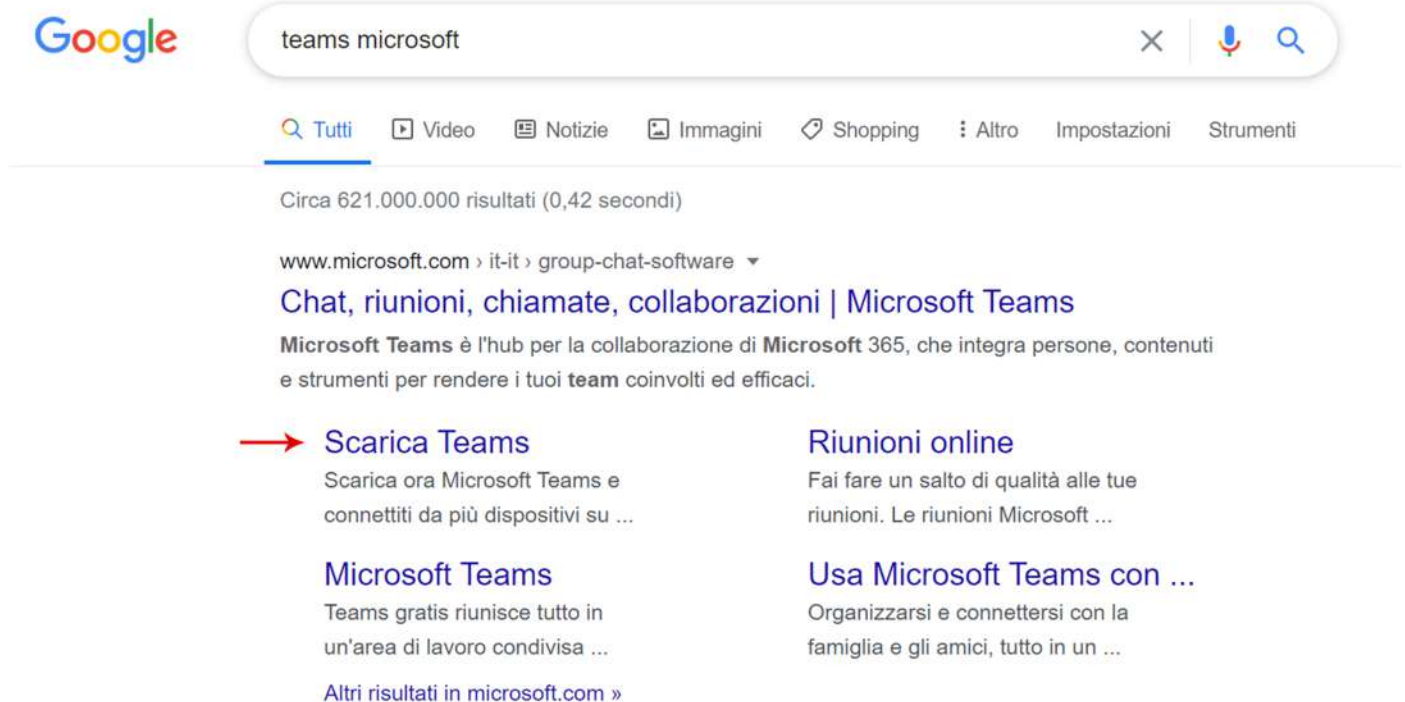 Google
teams microsoft
Tutti Video Notizie Immagini Shopping Altro Impostazioni Strumenti
Circa 621.000.000 risultati (0,42 secondi)
www.microsoft.com › it-it › group-chat-software
Chat, riunioni, chiamate, collaborazioni | Microsoft Teams
Microsoft Teams è l'hub per la collaborazione di Microsoft 365, che integra persone, contenuti
e strumenti per rendere i tuoi team coinvolti ed efficaci.
Scarica Teams
Scarica ora Microsoft Teams e
connettiti da più dispositivi su ...
Riunioni online
Fai fare un salto di qualità alle tue
riunioni. Le riunioni Microsoft ...
Microsoft Teams
Teams gratis riunisce tutto in
un'area di lavoro condivisa ...
Usa Microsoft Teams con ...
Organizzarsi e connettersi con la
famiglia e gli amici, tutto in un ...
Altri risultati in microsoft.com »